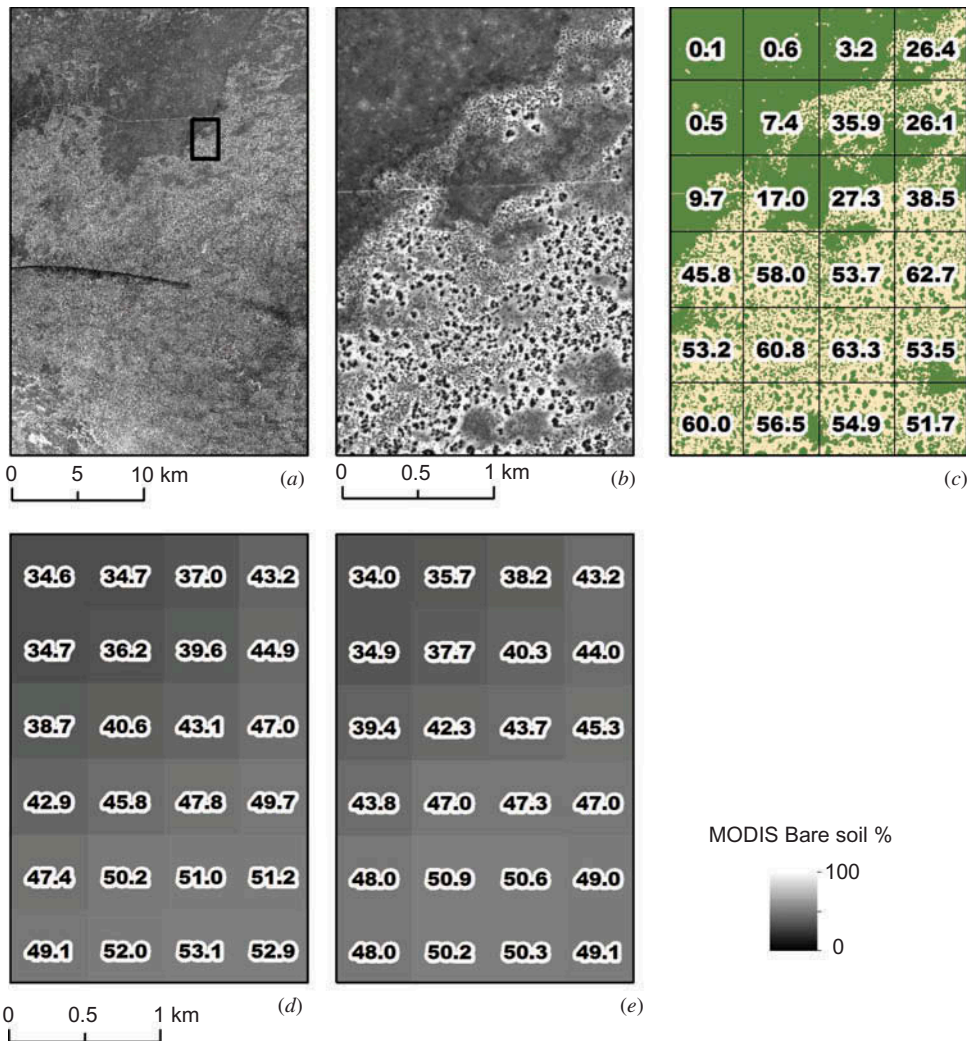 0.1 0.6 3.2 26.4
0.5 7.4 35.9 26.1
9.7 17.0 27.3 38.5
45.8 58.0 53.7 62.7
53.2 60.8 63.3 53.5
60.0 56.5 54.9 51.7
0 5 10 km (a)
0 0.5 1 km (b)
(c)
34.6 34.7 37.0 43.2
34.7 36.2 39.6 44.9
38.7 40.6 43.1 47.0
42.9 45.8 47.8 49.7
47.4 50.2 51.0 51.2
49.1 52.0 53.1 52.9
0 0.5 1 km (d)
34.0 35.7 38.2 43.2
34.9 37.7 40.3 44.0
39.4 42.3 43.7 45.3
43.8 47.0 47.3 47.0
48.0 50.9 50.6 49.0
48.0 50.2 50.3 49.1
(e)
MODIS Bare soil %
100
0